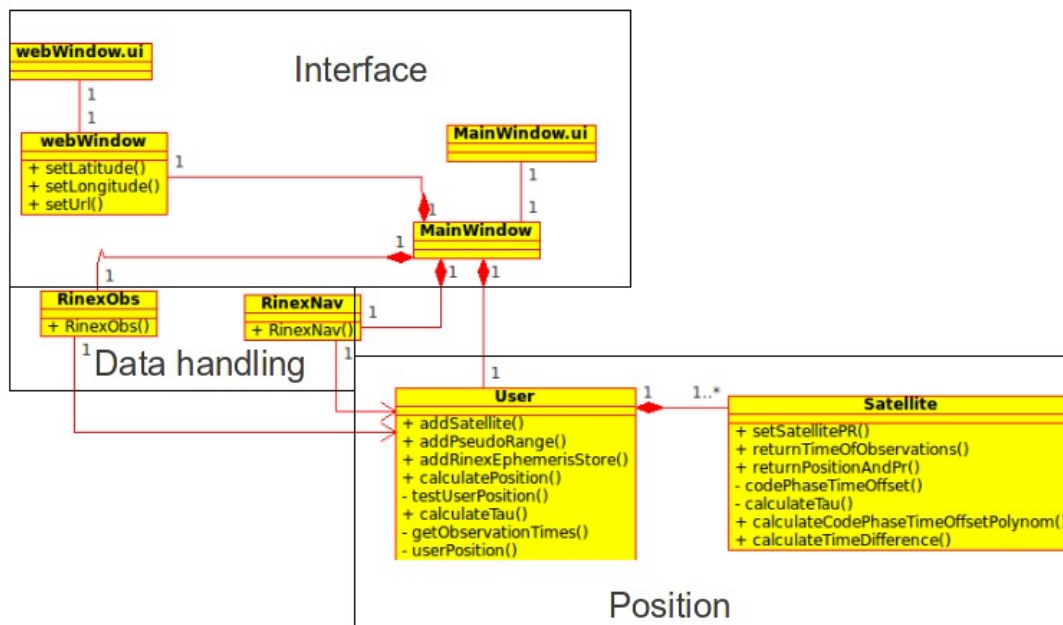 webWindow.ui
Interface
1
1
webWindow
+ setLatitude()
+ setLongitude()
+ setUrl()
1
MainWindow.ui
1
1
1
MainWindow
1
1
1
1
RinexObs
+ RinexObs()
1
RinexNav
+ RinexNav()
1
1
Data handling
1
User
+ addSatellite()
+ addPseudoRange()
+ addRinexEphemerisStore()
+ calculatePosition()
- testUserPosition()
+ calculateTau()
- getObservationTimes()
- userPosition()
1
1..*
Satellite
+ setSatellitePR()
+ returnTimeOfObservations()
+ returnPositionAndPr()
- codePhaseTimeOffset()
- calculateTau()
+ calculateCodePhaseTimeOffsetPolynom()
+ calculateTimeDifference()
Position